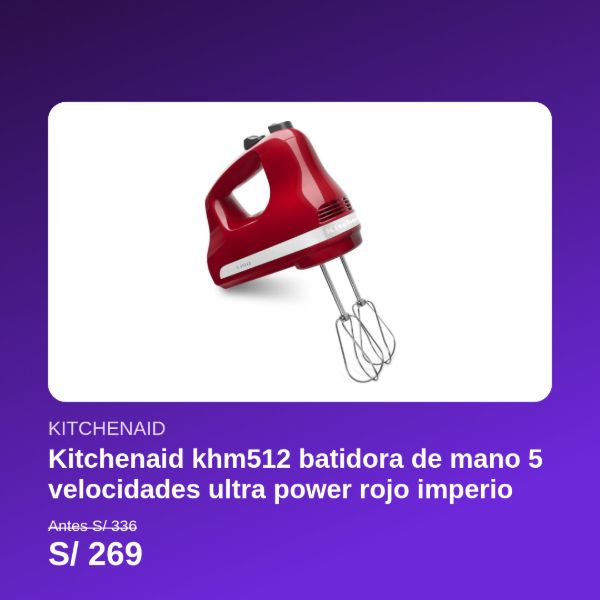 KITCHENAID
Kitchenaid khm512 batidora de mano 5
velocidades ultra power rojo imperio
Antes S/ 336
S/ 269